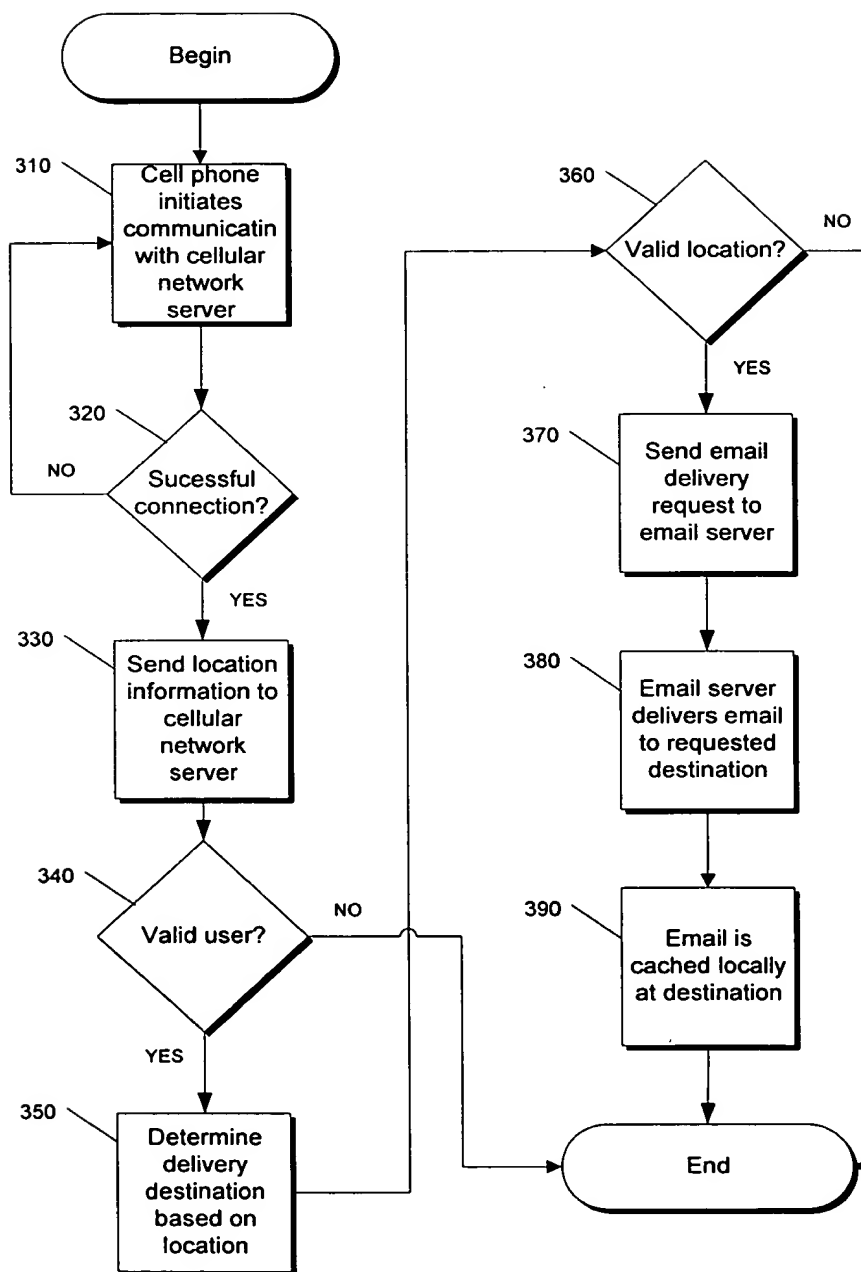 Begin
310
Cell phone
initiates
communicatin
with cellular
network
server
320
NO
Sucessful
connection?
YES
330
Send location
information to
cellular
network
server
340
Valid user?
NO
YES
350
Determine
delivery
destination
based on
location
360
Valid location?
NO
YES
370
Send email
delivery
request to
email server
380
Email server
delivers email
to requested
destination
390
Email is
cached locally
at destination
End